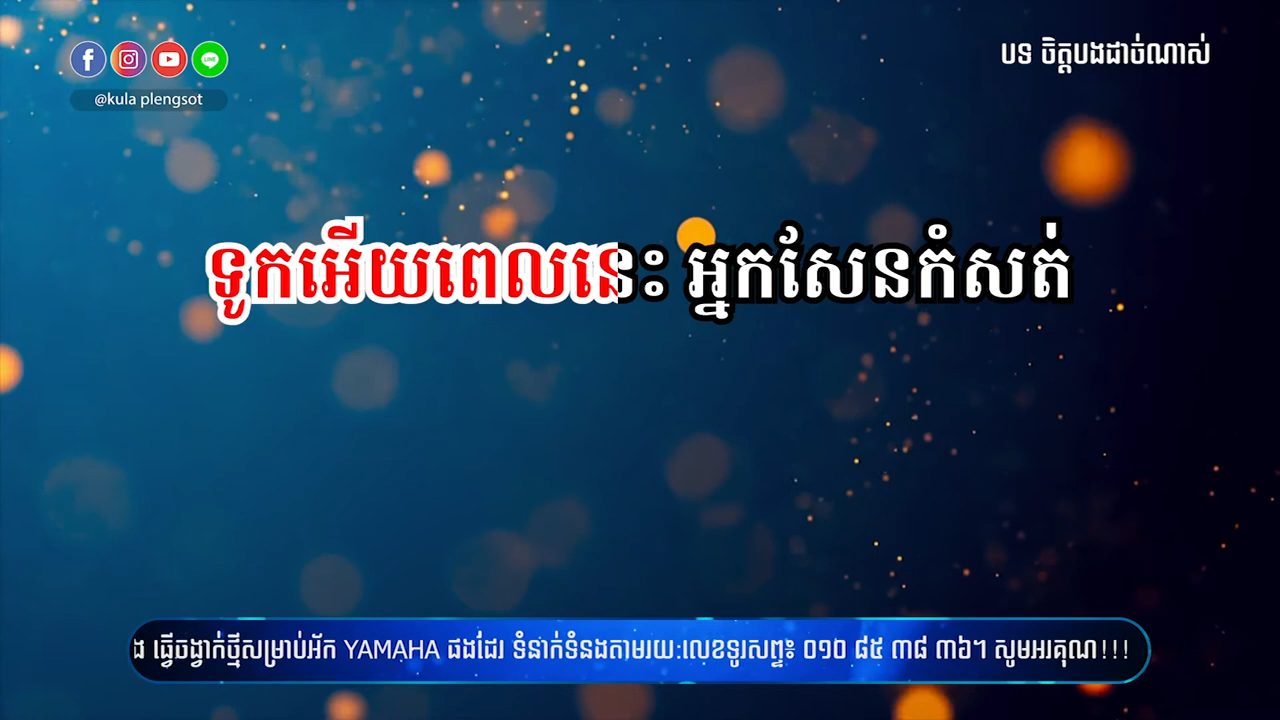 បទ ចិត្តបងដាច់ណាស់
@kula plengsot
ទូកអើយពេលនេះ អ្នកសែនកំសត់
ង ធ្វើចង្វាក់ថ្មីសម្រាប់អ័ក YAMAHA ផងដែរ ទំនាក់ទំនងតាមរយៈលេខទូរសព្ទ៖ ០១០ ៨៥ ៣៨ ៣៦។ សូមអរគុណ!!!